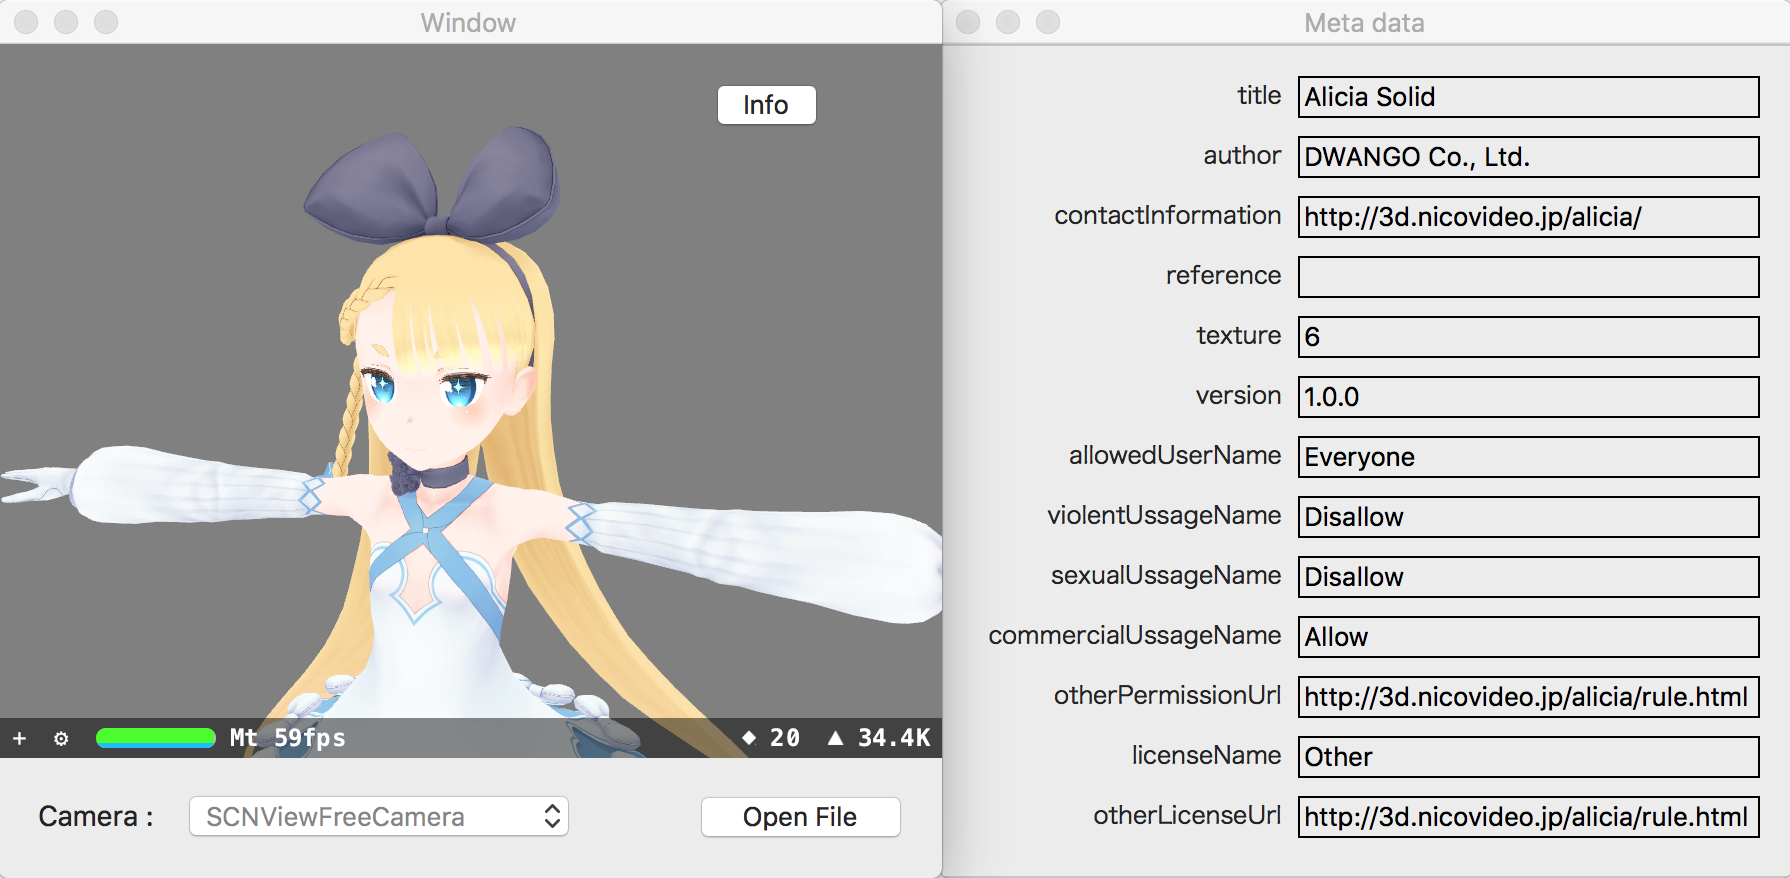 Window
Info
+ ⚙ Mt 59fps ◆ 20 ▲ 34.4K
Camera : SCNViewFreeCamera Open File
Meta data
title Alicia Solid
author DWANGO Co., Ltd.
contactInformation http://3d.nicovideo.jp/alicia/
reference
texture 6
version 1.0.0
allowedUserName Everyone
violentUssageName Disallow
sexualUssageName Disallow
commercialUssageName Allow
otherPermissionUrl http://3d.nicovideo.jp/alicia/rule.html
licenseName Other
otherLicenseUrl http://3d.nicovideo.jp/alicia/rule.html